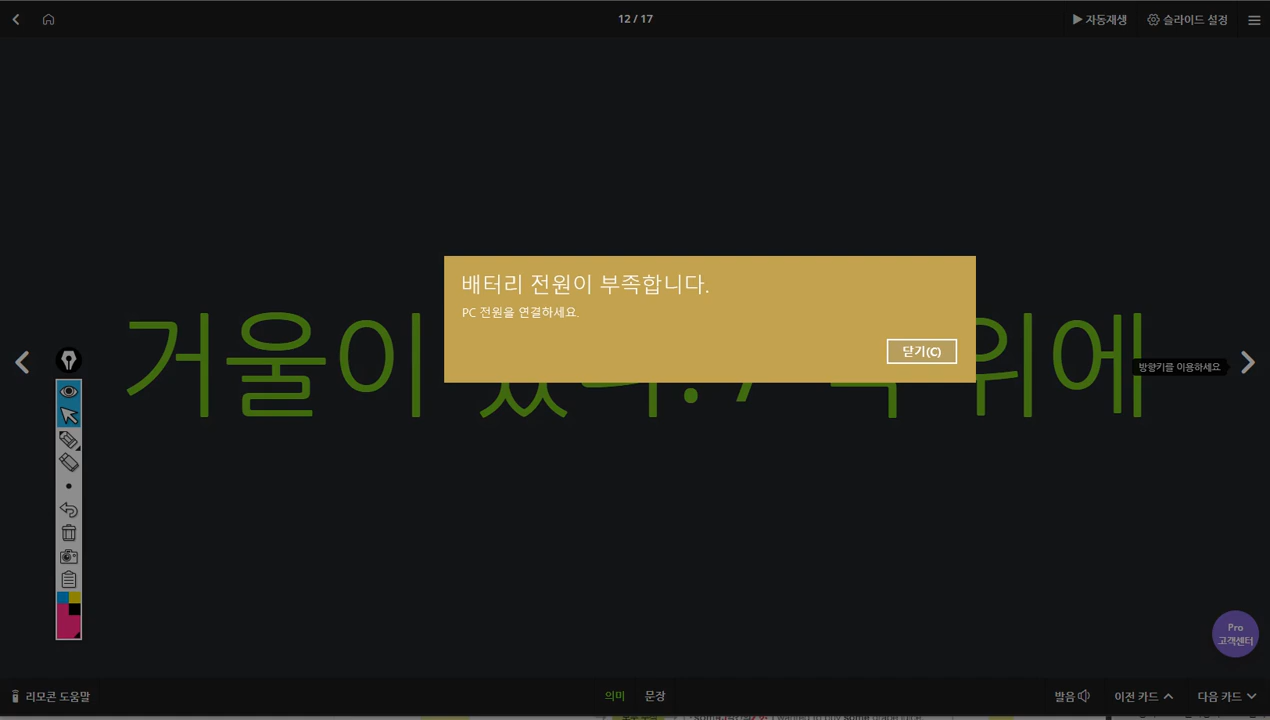 12 / 17
자동재생
슬라이드 설정
배터리 전원이 부족합니다.
PC 전원을 연결하세요.
닫기(C)
거울이 위에
방향키를 이용하세요
Pro
고객센터
리모콘 도움말
의미
문장
발음
이전 카드
다음 카드